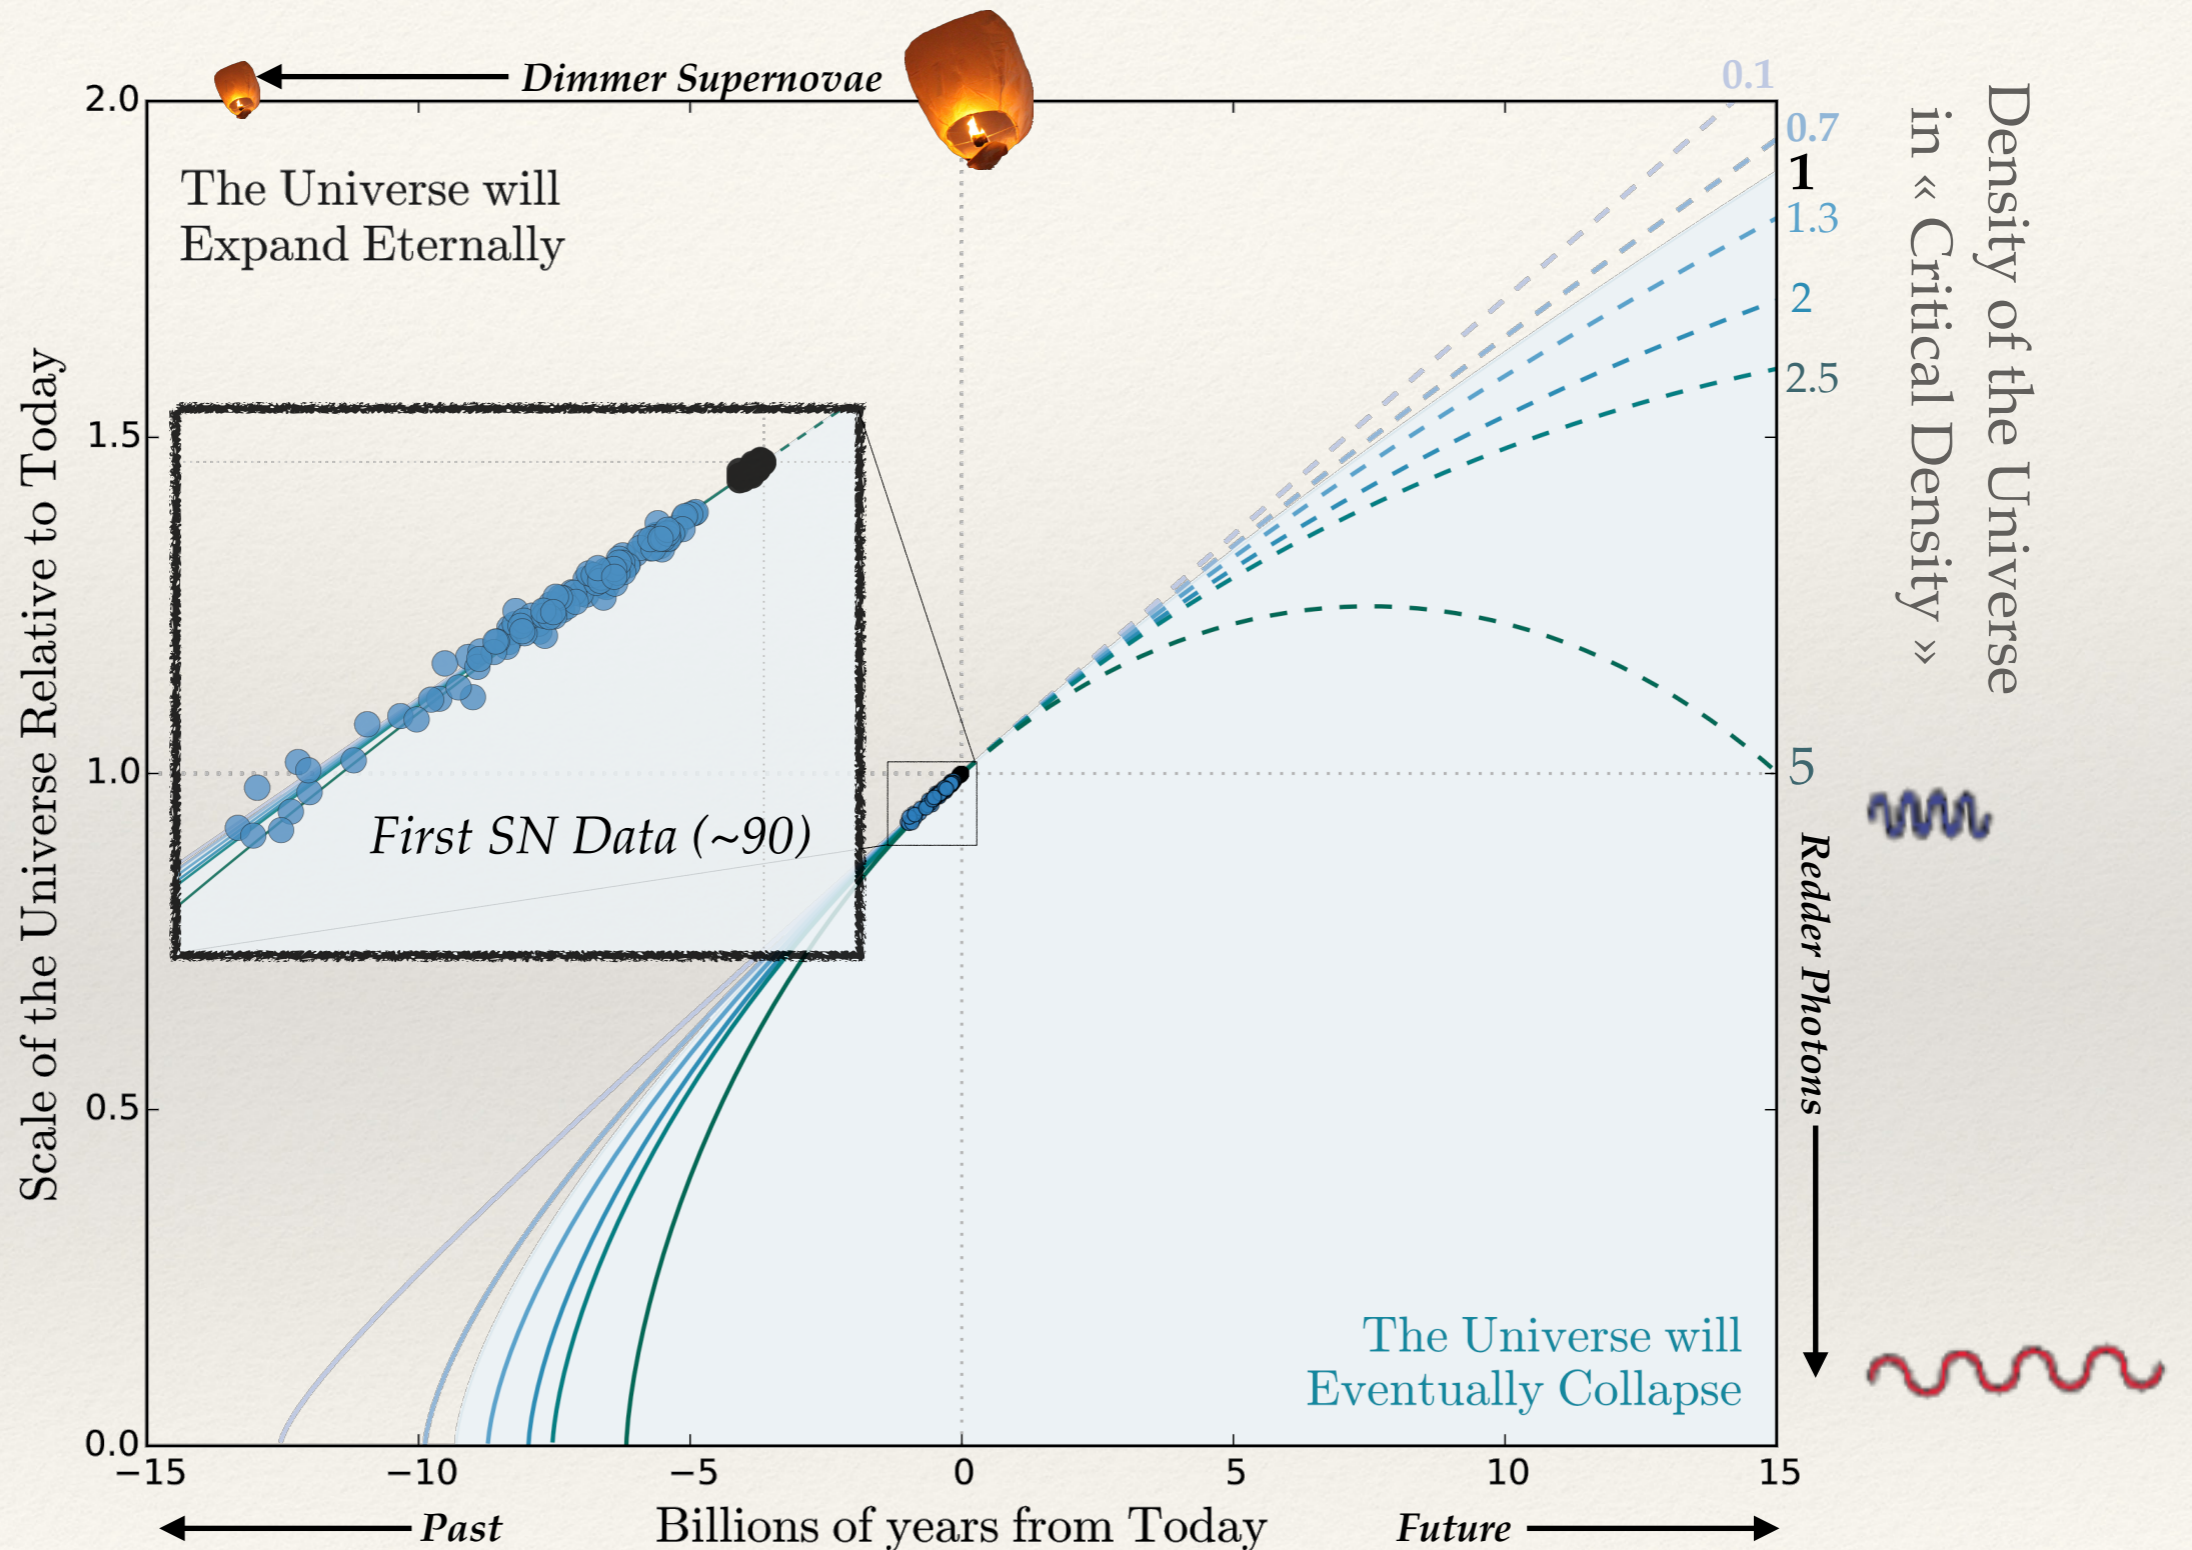 Dimmer Supernovae
0.1
2.0
0.7
1
1.3
2
2.5
5
The Universe will
Expand Eternally
Density of the Universe
in « Critical Density »
Scale of the Universe Relative to Today
1.5
1.0
0.5
0.0
First SN Data (~90)
Redder Photons
The Universe will
Eventually Collapse
−15
−10
−5
0
5
10
15
Past
Billions of years from Today
Future